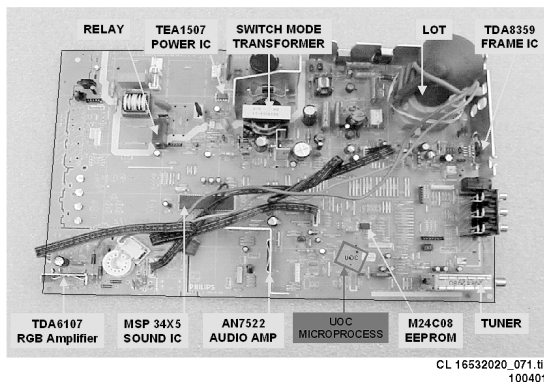 RELAY
TEA1507
POWER IC
SWITCH MODE
TRANSFORMER
LOT
TDA8359
FRAME IC
UOC
PHILIPS
TDA6107
RGB Amplifier
MSP 34X5
SOUND IC
AN7522
AUDIO AMP
UOC
MICROPROCESS
M24C08
EEPROM
TUNER
CL 16532020_071.ti
100401